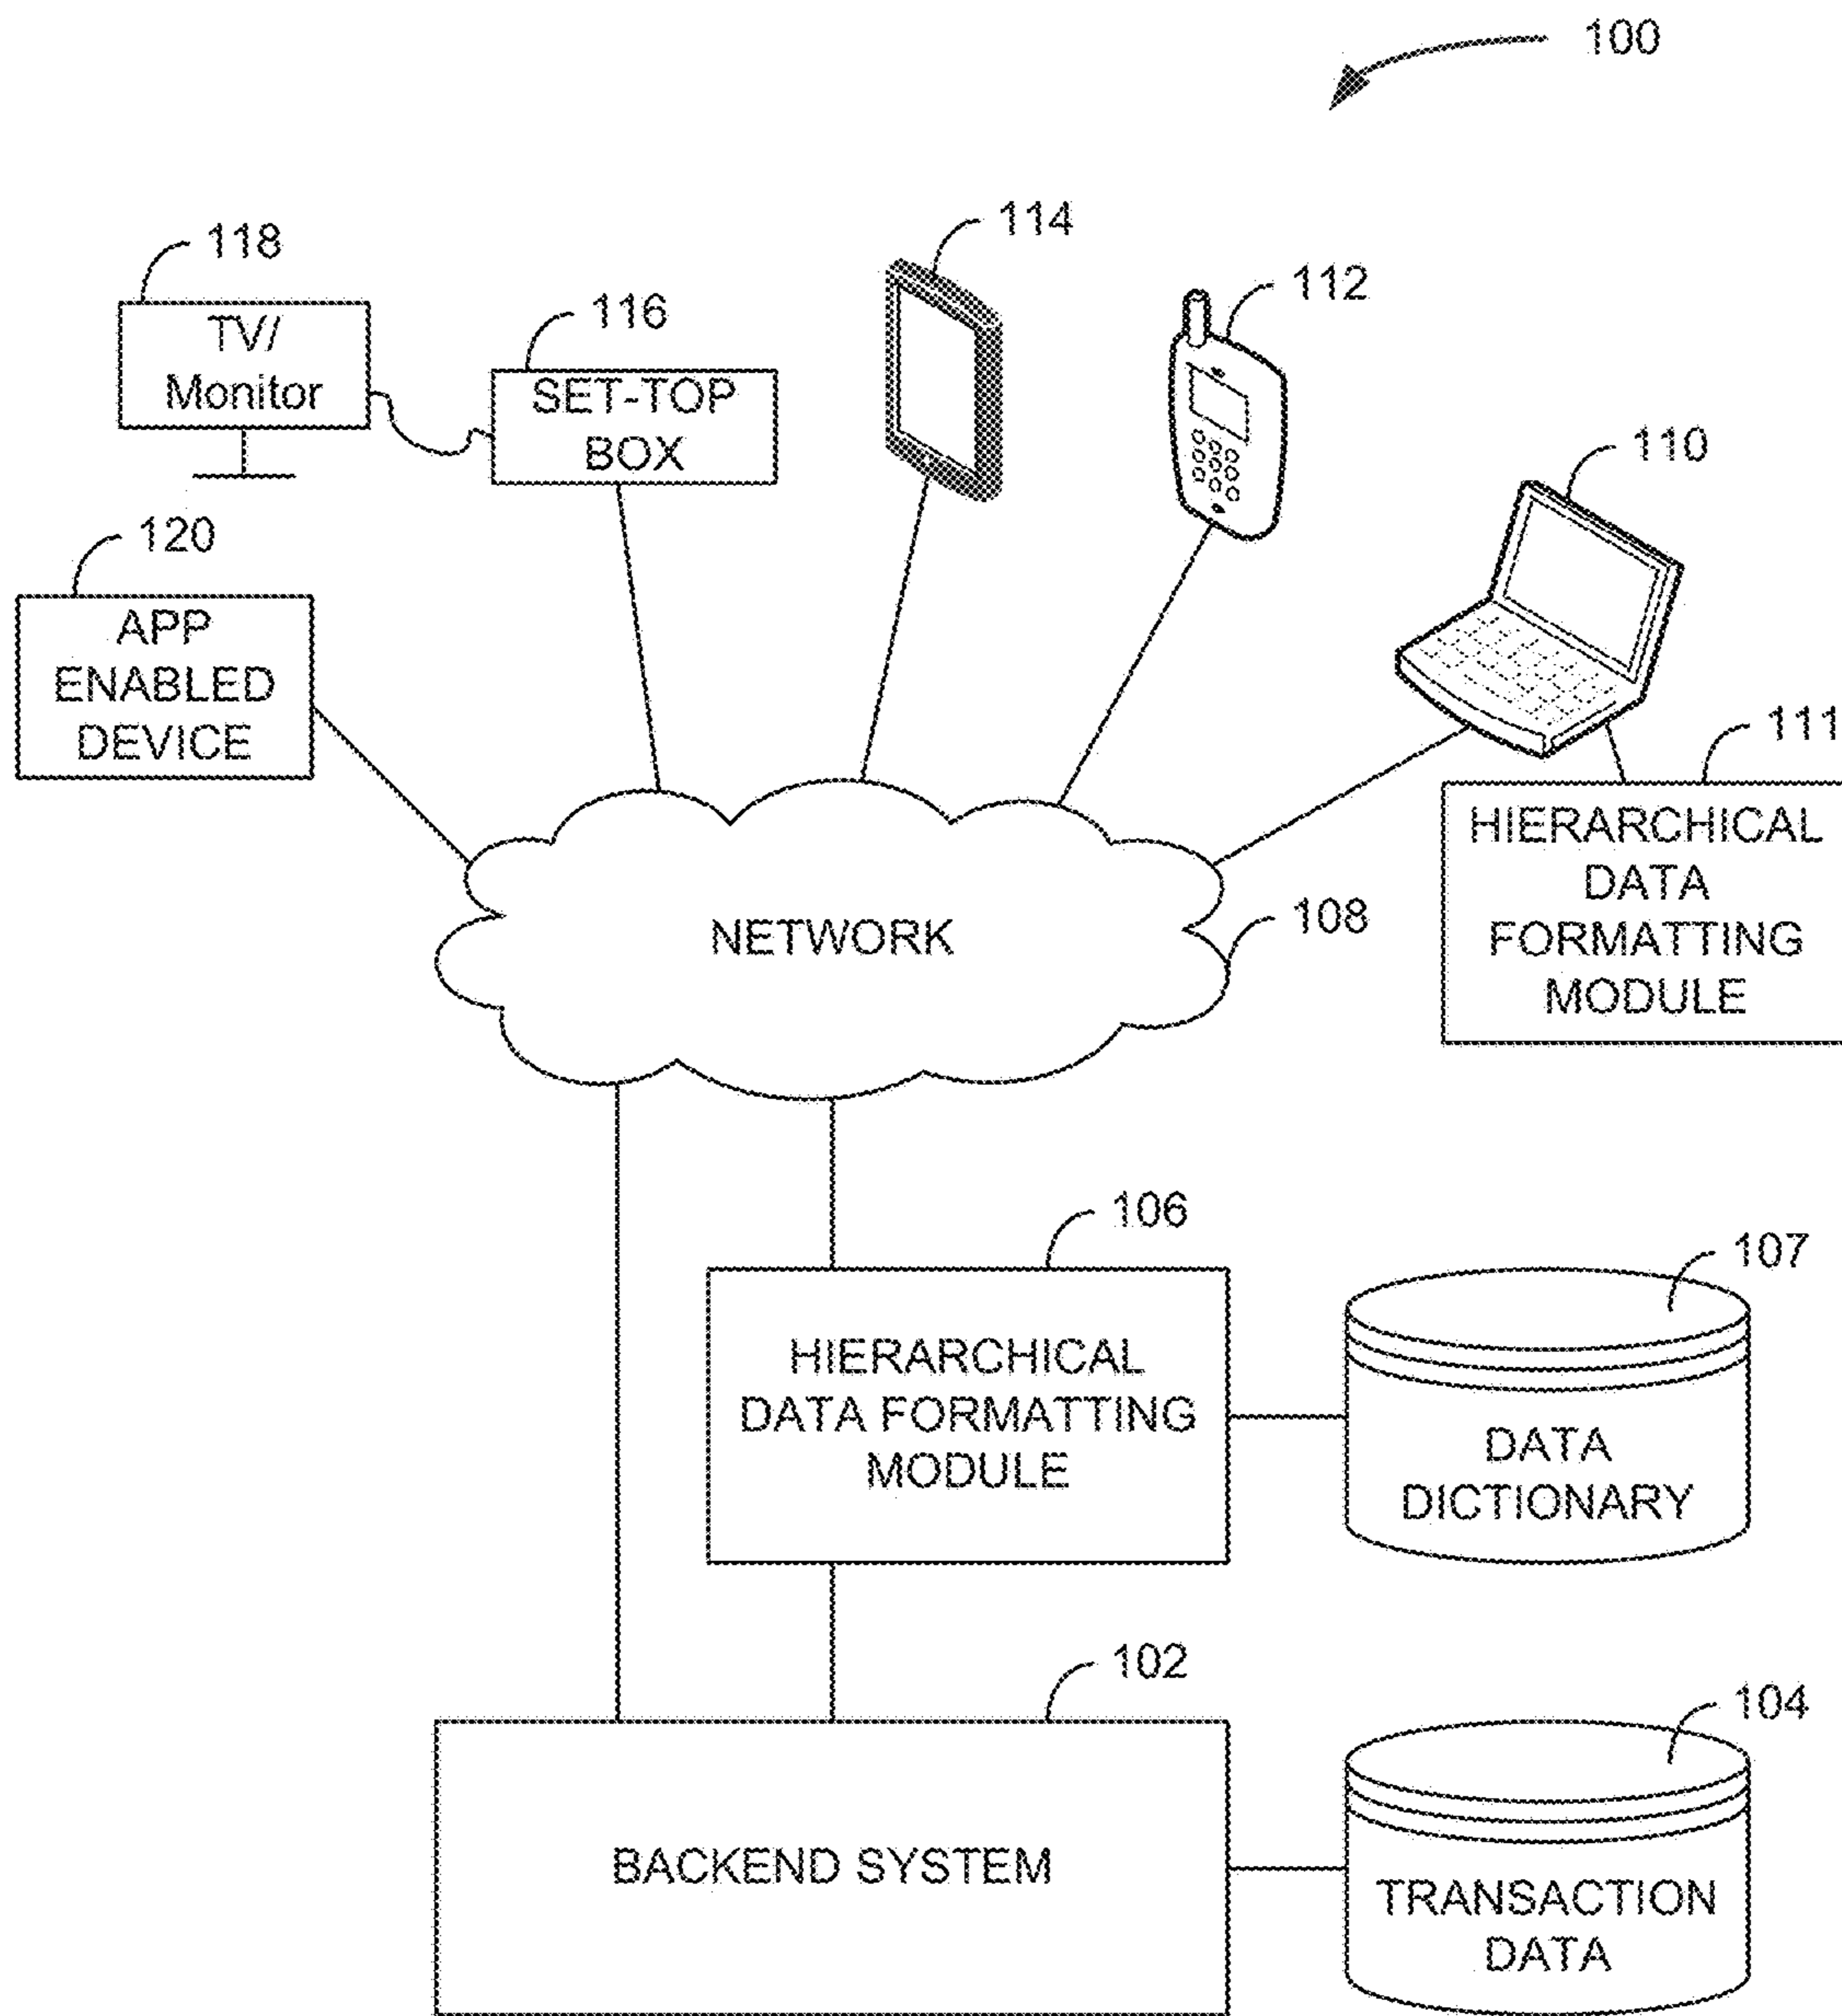 100
118
TV/
Monitor
116
SET-TOP
BOX
114
112
110
120
APP
ENABLED
DEVICE
111
HIERARCHICAL
DATA
FORMATTING
MODULE
NETWORK
108
106
HIERARCHICAL
DATA FORMATTING
MODULE
107
DATA
DICTIONARY
102
BACKEND SYSTEM
104
TRANSACTION
DATA